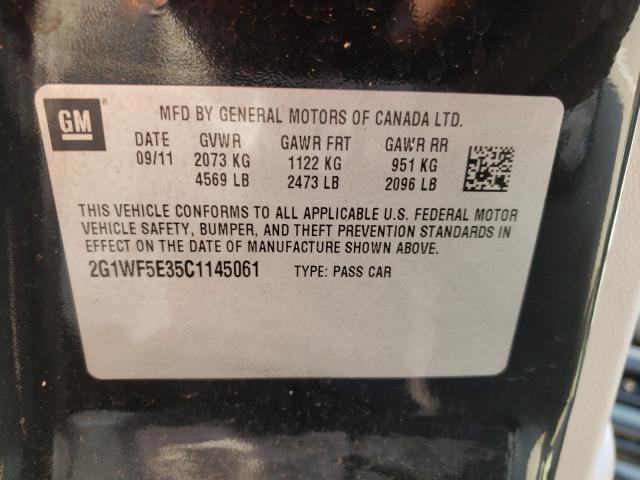 GM
MFD BY GENERAL MOTORS OF CANADA LTD.
DATE GVWR GAWR FRT GAWR RR
09/11 2073 KG 1122 KG 951 KG
4569 LB 2473 LB 2096 LB
THIS VEHICLE CONFORMS TO ALL APPLICABLE U.S. FEDERAL MOTOR
VEHICLE SAFETY, BUMPER, AND THEFT PREVENTION STANDARDS IN
EFFECT ON THE DATE OF MANUFACTURE SHOWN ABOVE.
2G1WF5E35C1145061 TYPE: PASS CAR